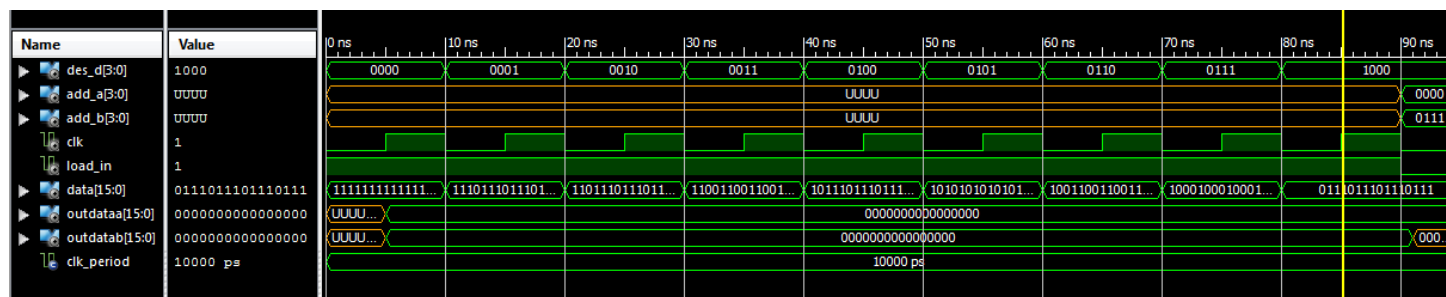 Name Value 0 ns 10 ns 20 ns 30 ns 40 ns 50 ns 60 ns 70 ns 80 ns 90 ns
des_d[3:0] 1000 0000 0001 0010 0011 0100 0101 0110 0111 1000
add_a[3:0] UUUU UUUU 0000
add_b[3:0] UUUU UUUU 0111
clk 1
load_in 1
data[15:0] 0111011101110111 1111111111111... 1110111011101... 1101110111011... 1100110011001... 1011101110111... 1010101010101... 1001100110011... 1000100010001... 0111011101110111
outdataa[15:0] 0000000000000000 UUUU... 0000000000000000
outdatab[15:0] 0000000000000000 UUUU... 0000000000000000 000...
clk_period 10000 ps 10000 ps